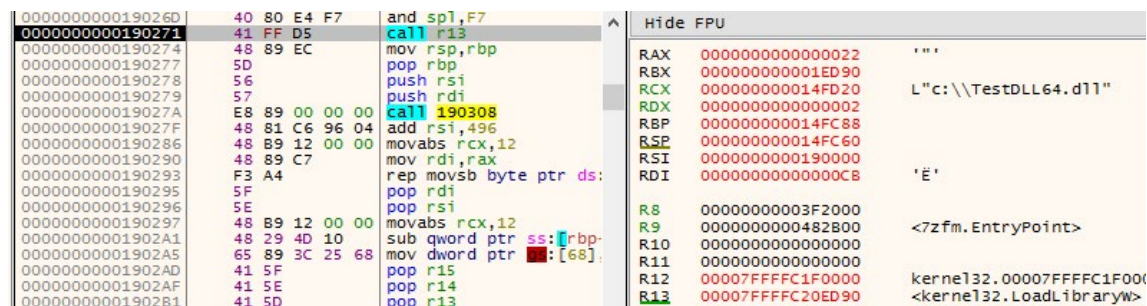 000000000019026D 40 80 E4 F7 and spl,F7
0000000000190271 41 FF D5 call r13
0000000000190274 48 89 EC mov rsp,rbp
0000000000190277 5D pop rbp
0000000000190278 56 push rsi
0000000000190279 57 push rdi
000000000019027A E8 89 00 00 00 call 190308
000000000019027F 48 81 C6 96 04 add rsi,496
0000000000190286 48 B9 12 00 00 movabs rcx,12
0000000000190290 48 89 C7 mov rdi,rax
0000000000190293 F3 A4 rep movsb byte ptr ds:
0000000000190295 5F pop rdi
0000000000190296 5E pop rsi
0000000000190297 48 B9 12 00 00 movabs rcx,12
00000000001902A1 48 29 4D 10 sub qword ptr ss:[rbp-
00000000001902A5 65 89 3C 25 68 mov dword ptr gs:[68],
00000000001902AD 41 5F pop r15
00000000001902AF 41 5E pop r14
00000000001902B1 41 5D pop r13
Hide FPU
RAX 0000000000000022 '"'
RBX 000000000001ED90
RCX 000000000014FD20 L"c:\\TestDLL64.dll"
RDX 0000000000000002
RBP 000000000014FC88
RSP 000000000014FC60
RSI 0000000000190000
RDI 00000000000000CB 'Ë'
R8 00000000003F2000
R9 0000000000482B00 <7zfm.EntryPoint>
R10 0000000000000000
R11 0000000000000000
R12 00007FFFFC1F0000 kernel32.00007FFFFC1F00
R13 00007FFFFC20ED90 <kernel32.LoadLibraryW>